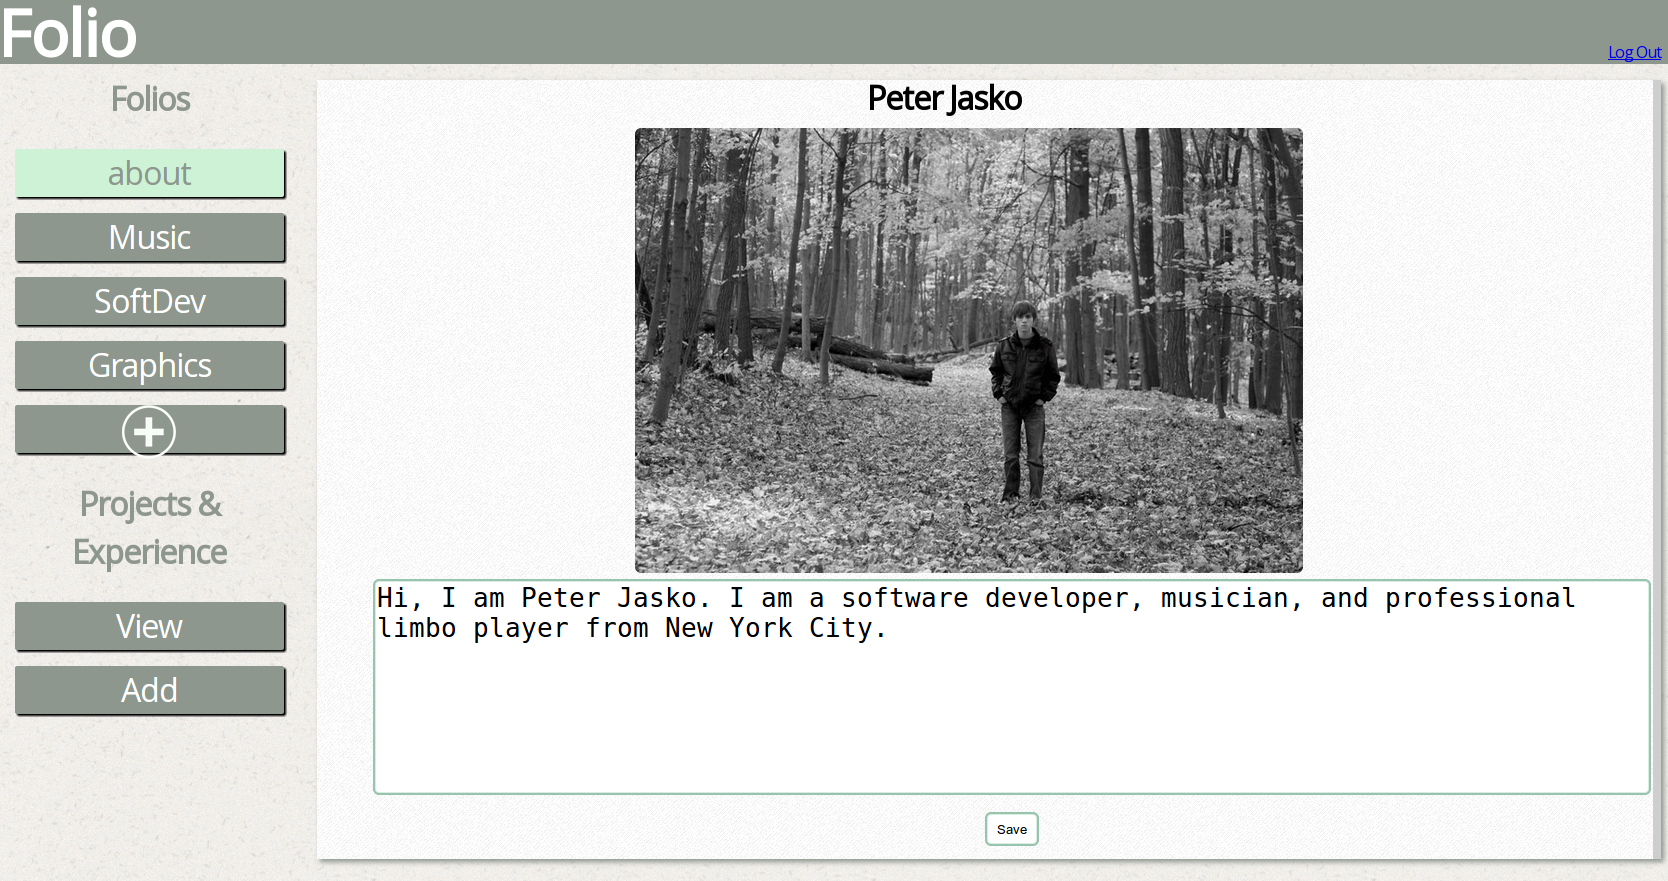 Folio
Log Out
Folios
about
Music
SoftDev
Graphics
Projects &
Experience
View
Add
Peter Jasko
Hi, I am Peter Jasko. I am a software developer, musician, and professional
limbo player from New York City.
Save